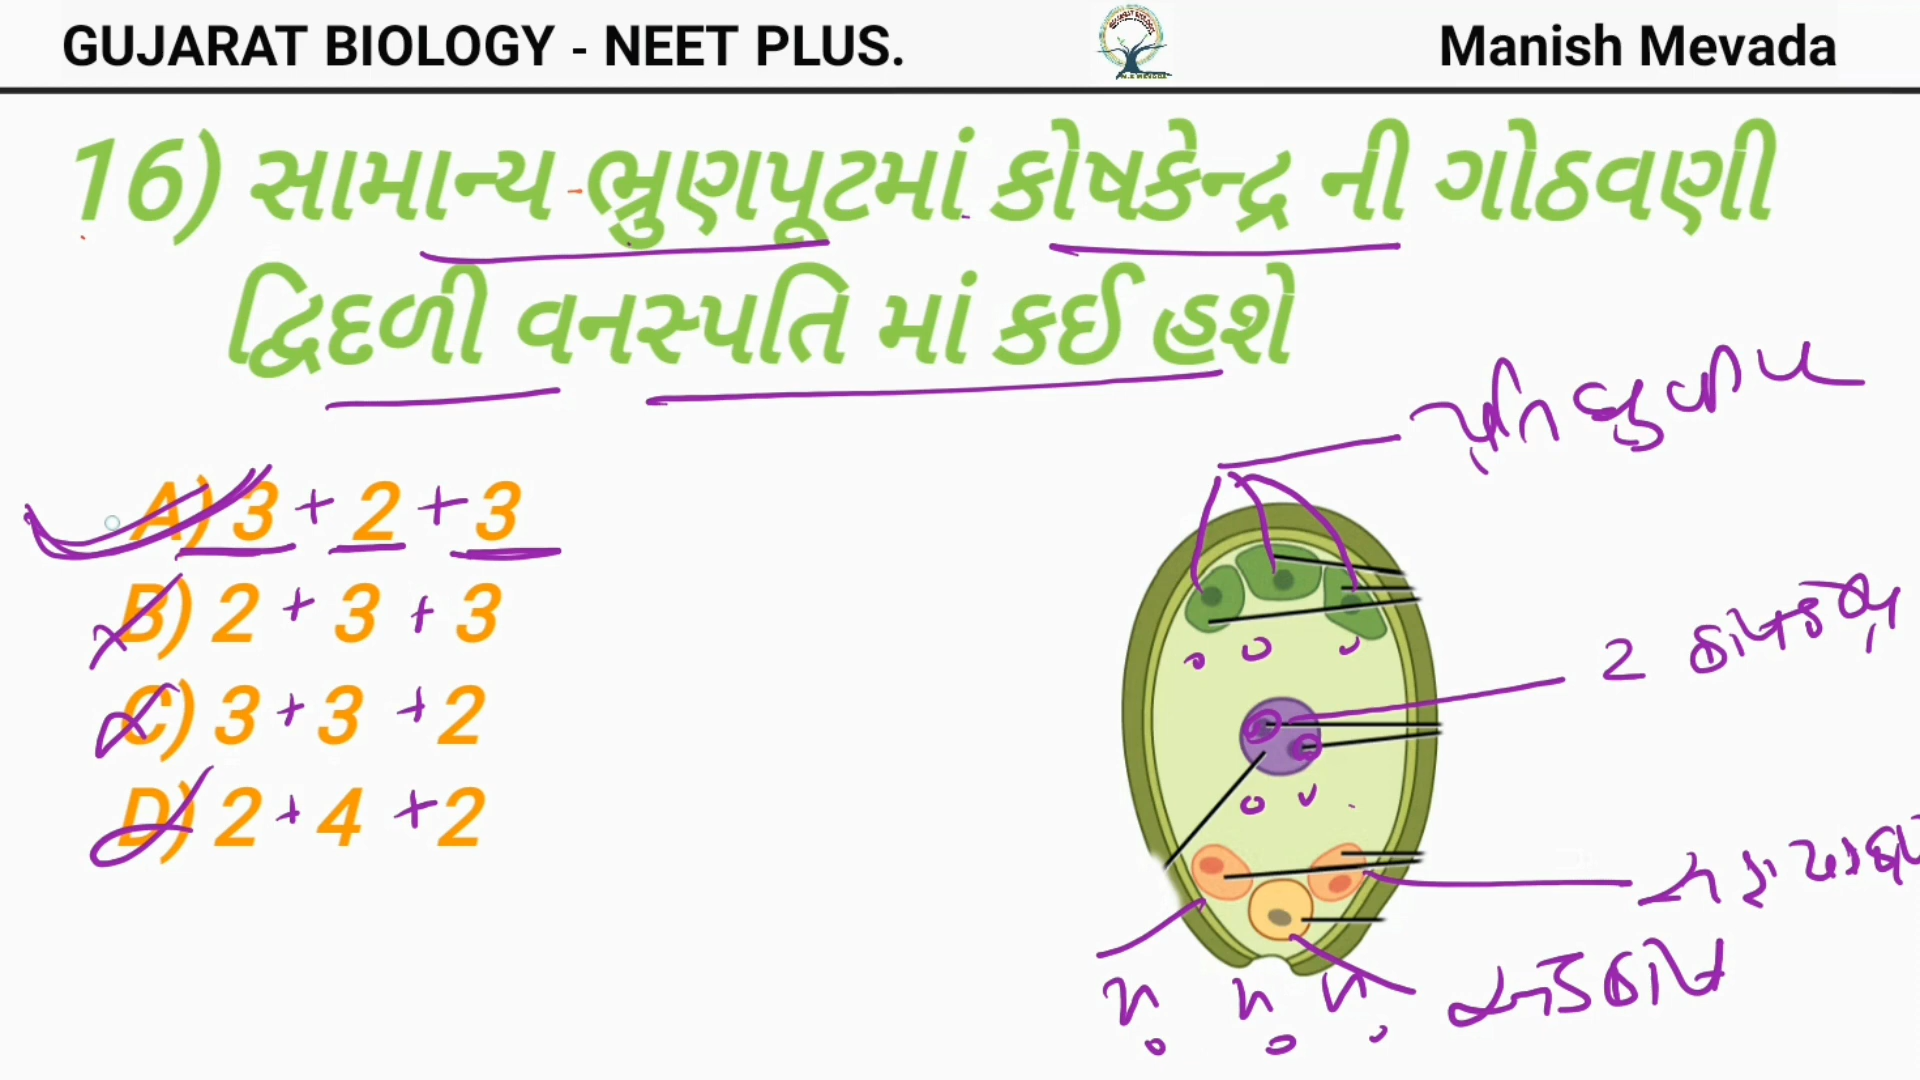 GUJARAT BIOLOGY - NEET PLUS.
Manish Mevada
16) સામાન્ય ભ્રુણપૂટમાં કોષકેન્દ્ર ની ગોઠવણી
દ્વિદળી વનસ્પતિ માં કઈ હશે
A) 3 + 2 + 3
B) 2 + 3 + 3
C) 3 + 3 + 2
D) 2 + 4 + 2
પ્રતિધ્રુવીય
2 કોષકેન્દ્ર
સહાયકકોષ
અંડકોષ
n n n